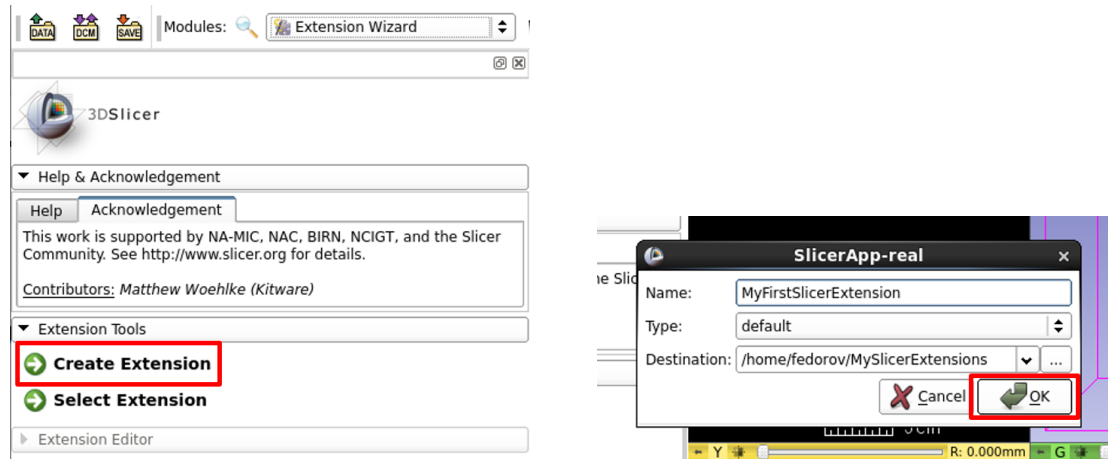 DATA DCM SAVE Modules: Extension Wizard
3DSlicer
Help & Acknowledgement
Help Acknowledgement
This work is supported by NA-MIC, NAC, BIRN, NCIGT, and the Slicer
Community. See http://www.slicer.org for details.
Contributors: Matthew Woehlke (Kitware)
Extension Tools
Create Extension
Select Extension
Extension Editor
SlicerApp-real
he Slic
Name: MyFirstSlicerExtension
Type: default
Destination: /home/fedorov/MySlicerExtensions ...
Cancel OK
Y R: 0.000mm G